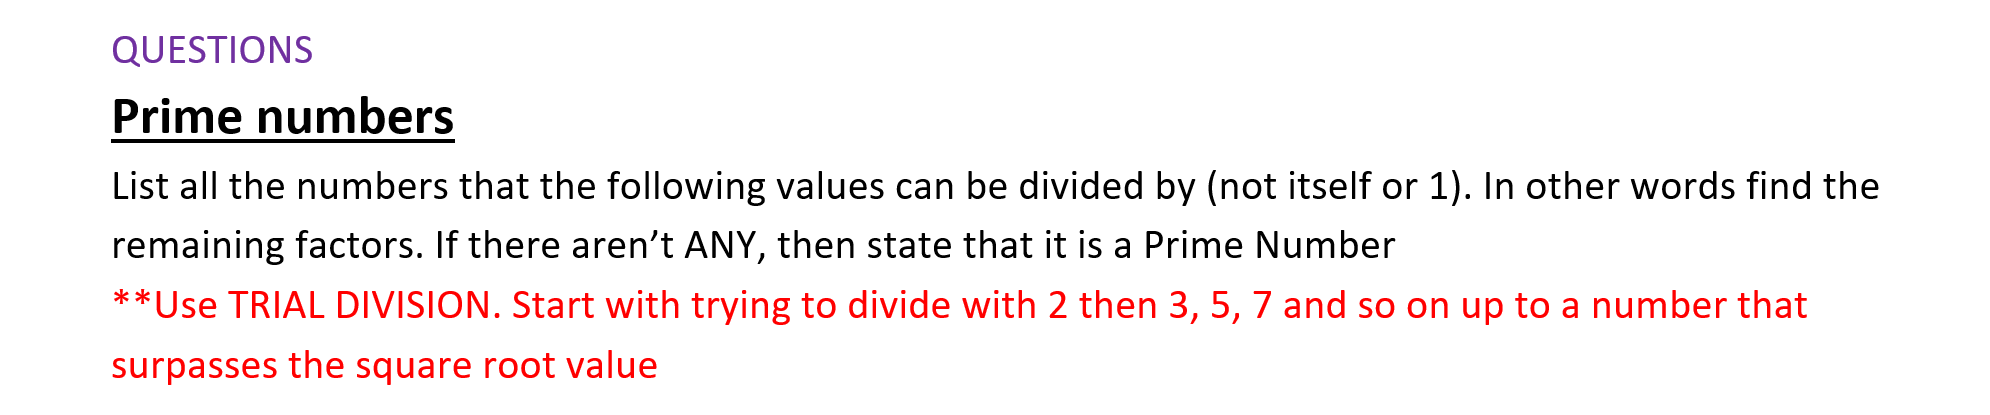 QUESTIONS
Prime numbers
List all the numbers that the following values can be divided by (not itself or 1). In other words find the
remaining factors. If there aren’t ANY, then state that it is a Prime Number
**Use TRIAL DIVISION. Start with trying to divide with 2 then 3, 5, 7 and so on up to a number that
surpasses the square root value